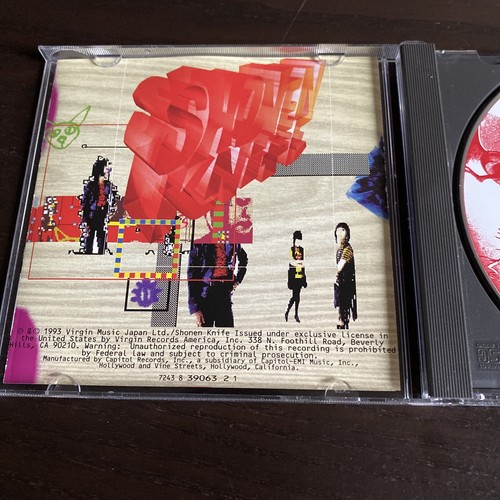 SHONEN
KNIFE
℗ & © 1993 Virgin Music Japan Ltd./Shonen Knife Issued under exclusive license in
the United States by Virgin Records America, Inc. 338 N. Foothill Road, Beverly
Hills, CA 90210. Warning: Unauthorized reproduction of this recording is prohibited
by Federal law and subject to criminal prosecution.
Manufactured by Capitol Records, Inc., a subsidiary of Capitol-EMI Music, Inc.,
Hollywood and Vine Streets, Hollywood, California.
7243 8 39063 2 1